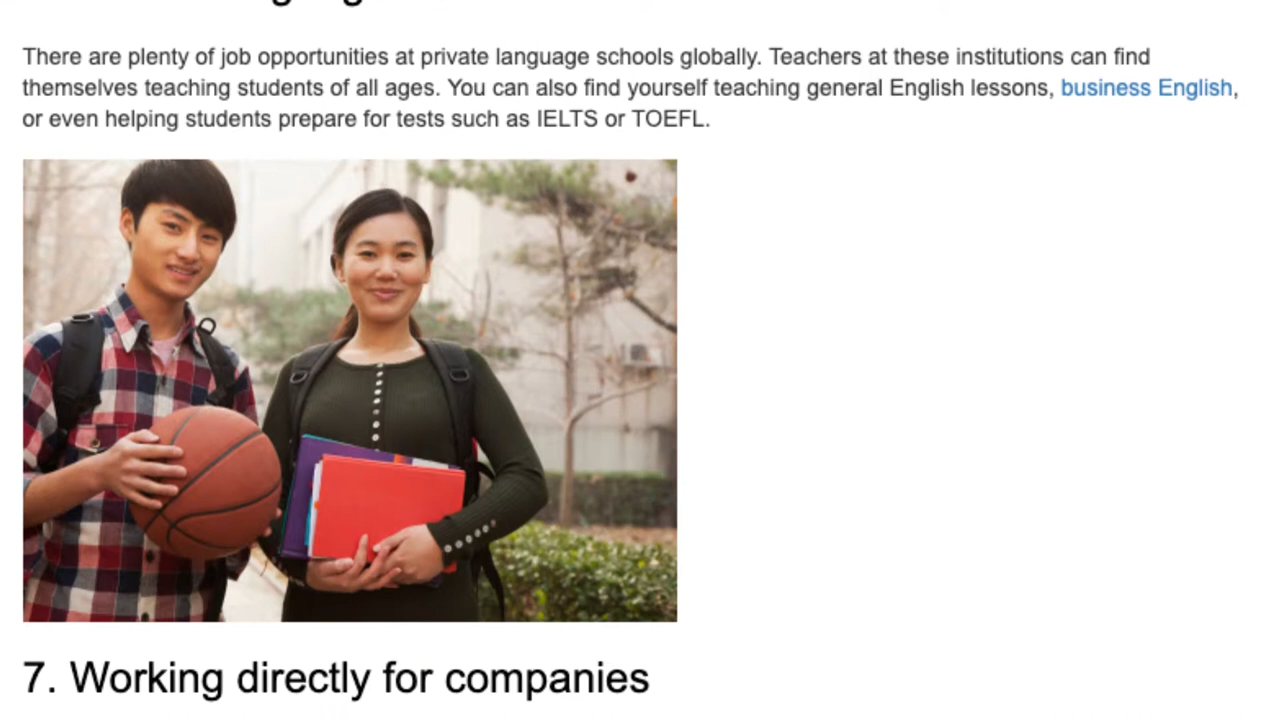 There are plenty of job opportunities at private language schools globally. Teachers at these institutions can find
themselves teaching students of all ages. You can also find yourself teaching general English lessons, business English,
or even helping students prepare for tests such as IELTS or TOEFL.
7. Working directly for companies